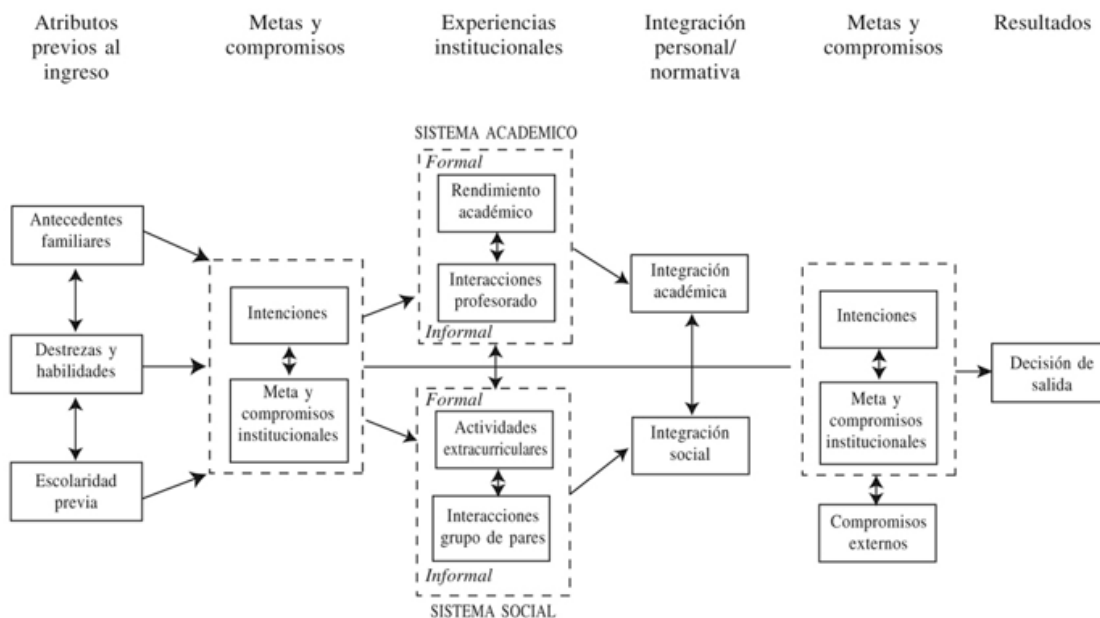 Atributos
previos al
ingreso
Metas y
compromisos
Experiencias
institucionales
Integración
personal/
normativa
Metas y
compromisos
Resultados
Antecedentes
familiares
Destrezas y
habilidades
Escolaridad
previa
Intenciones
Meta y
compromisos
institucionales
SISTEMA ACADEMICO
Formal
Rendimiento
académico
Interacciones
profesorado
Informal
Formal
Actividades
extracurriculares
Interacciones
grupo de pares
Informal
SISTEMA SOCIAL
Integración
académica
Integración
social
Intenciones
Meta y
compromisos
institucionales
Compromisos
externos
Decisión de
salida